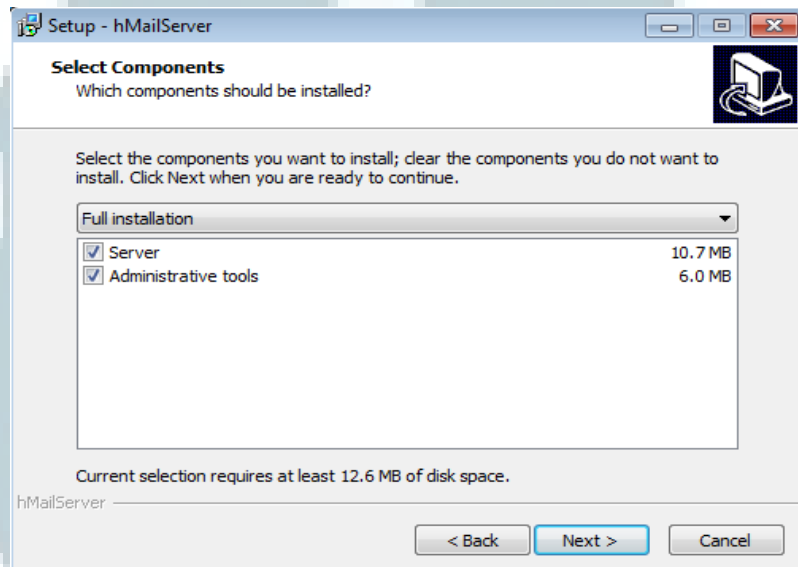 Setup - hMailServer
Select Components
Which components should be installed?
Select the components you want to install; clear the components you do not want to
install. Click Next when you are ready to continue.
Full installation
Server 10.7 MB
Administrative tools 6.0 MB
Current selection requires at least 12.6 MB of disk space.
hMailServer
< Back Next > Cancel